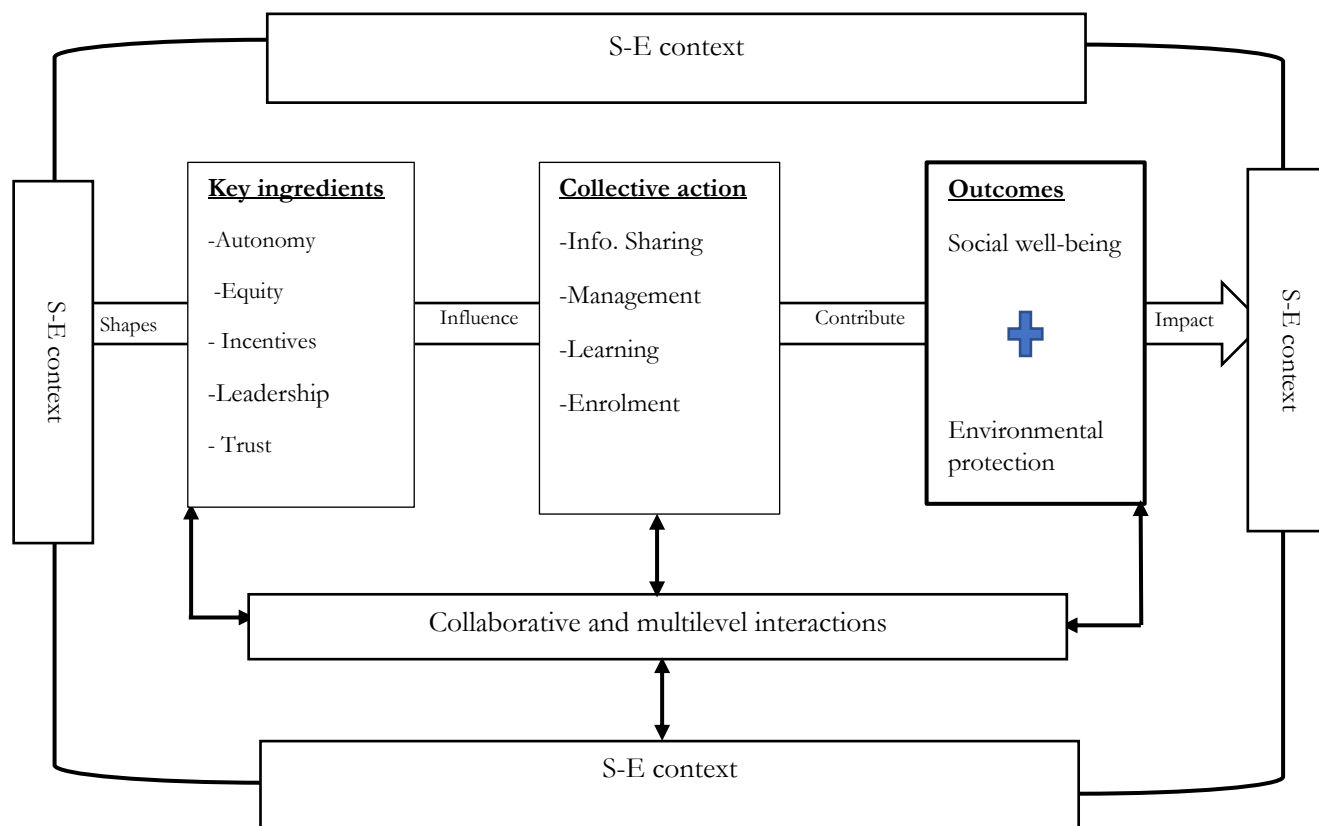 S-E context
S-E context
Shapes
Key ingredients
-Autonomy
-Equity
- Incentives
-Leadership
- Trust
Influence
Collective action
-Info. Sharing
-Management
-Learning
-Enrolment
Contribute
Outcomes
Social well-being
Environmental
protection
Impact
S-E context
Collaborative and multilevel interactions
S-E context